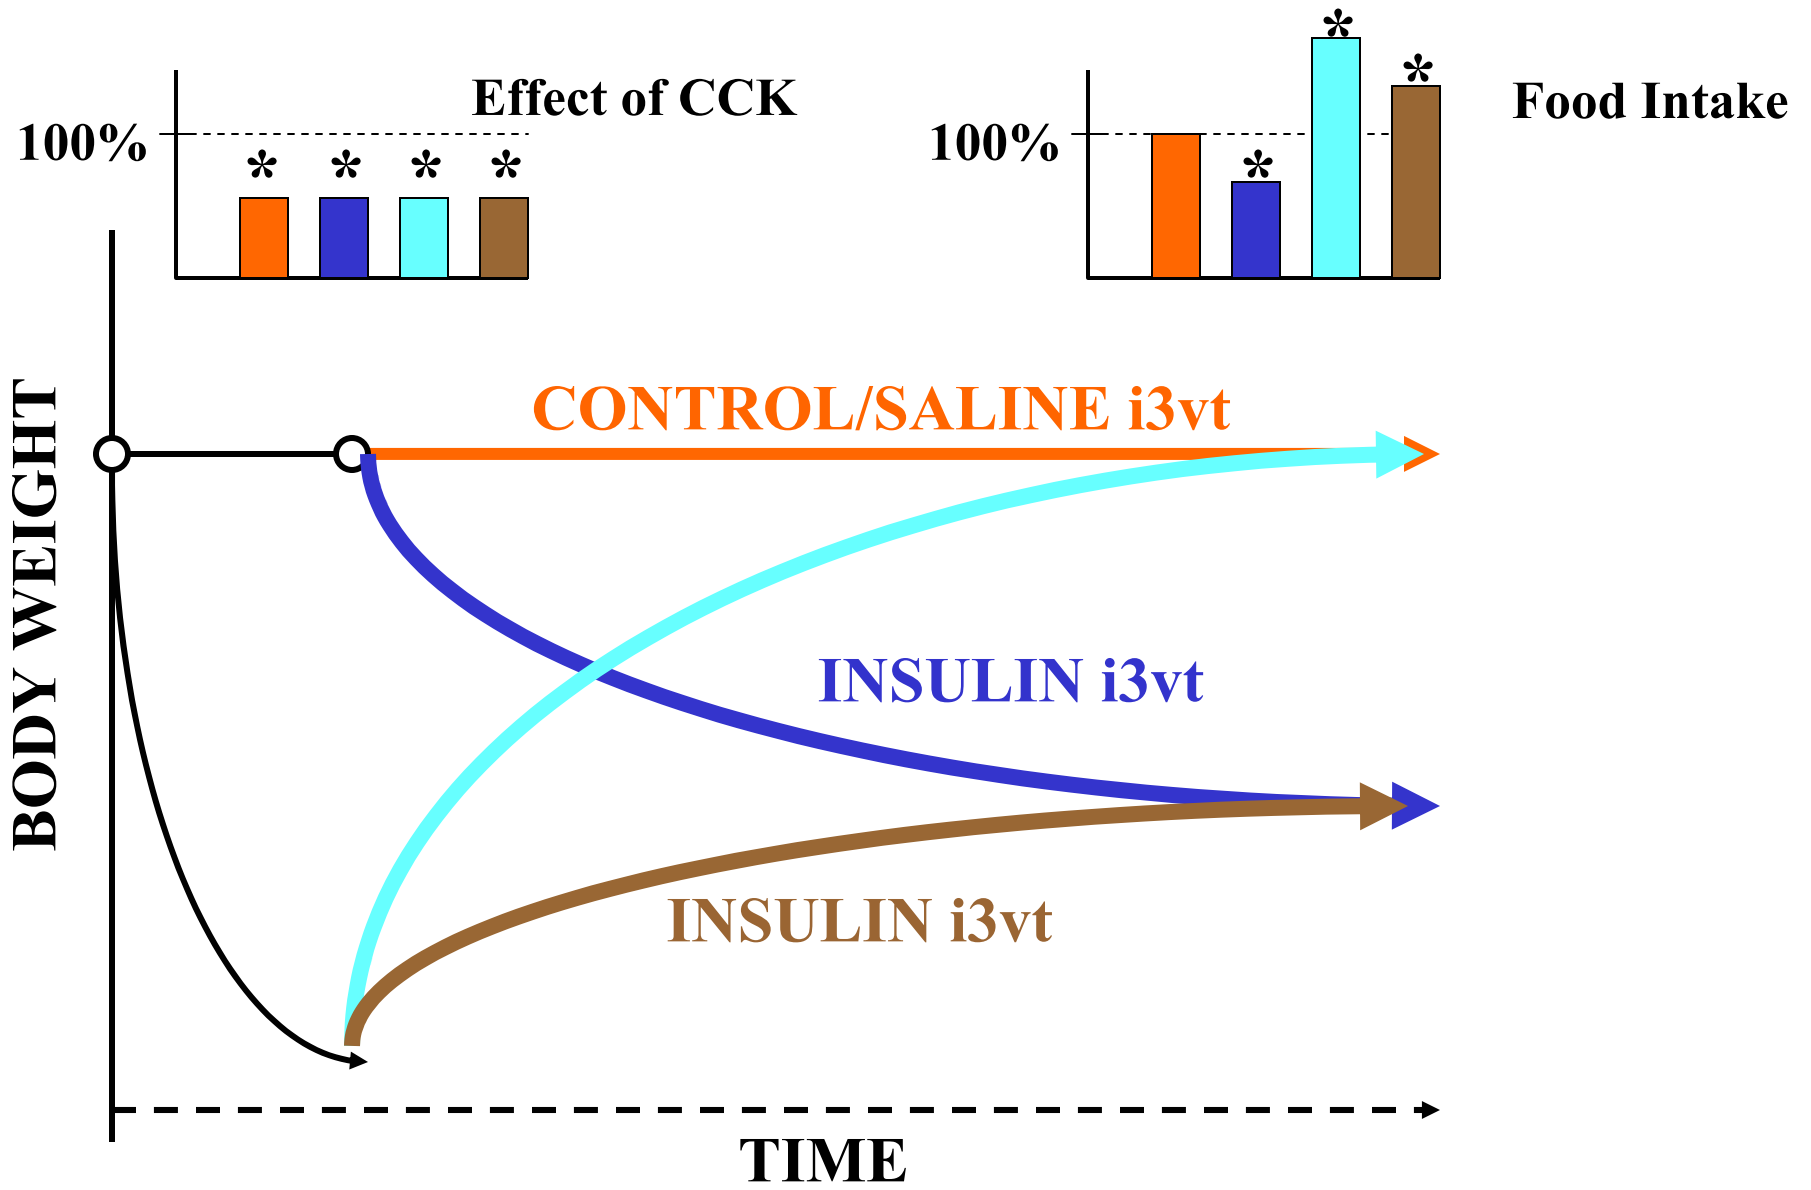 Effect of CCK
100%
* * * *
Food Intake
100%
* * *
CONTROL/SALINE i3vt
INSULIN i3vt
INSULIN i3vt
BODY WEIGHT
TIME